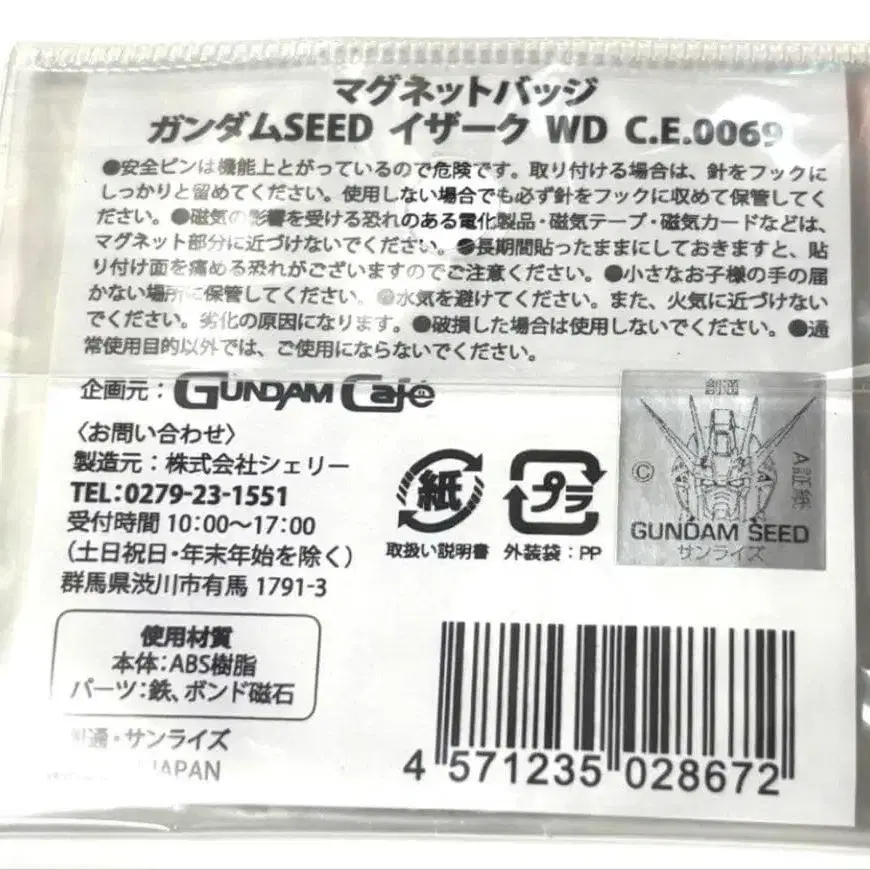 マグネットバッジ
ガンダムSEED イザーク WD C.E.0069
●安全ピンは機能上とがっているので危険です。取り付ける場合は、針をフックに
しっかりと留めてください。使用しない場合でも必ず針をフックに収めて保管してく
ださい。●磁気の影響を受ける恐れのある電化製品・磁気テープ・磁気カードなどは、
マグネット部分に近づけないでください。●長期間貼ったままにしておきますと、貼
り付け面を痛める恐れがございますのでご注意ください。●小さなお子様の手の届
かない場所に保管してください。●水気を避けてください。また、火気に近づけない
でください。劣化の原因になります。●破損した場合は使用しないでください。●通
常使用目的以外では、ご使用にならないでください。
企画元：GUNDAM Café
〈お問い合わせ〉
製造元：株式会社シェリー
TEL：0279-23-1551
受付時間 10：00〜17：00
（土日祝日・年末年始を除く）
群馬県渋川市有馬 1791-3
紙
取扱い説明書
プラ
外装袋：PP
創通
©
A証紙
GUNDAM SEED
サンライズ
使用材質
本体：ABS樹脂
パーツ：鉄、ボンド磁石
創通・サンライズ
JAPAN
4 571235 028672